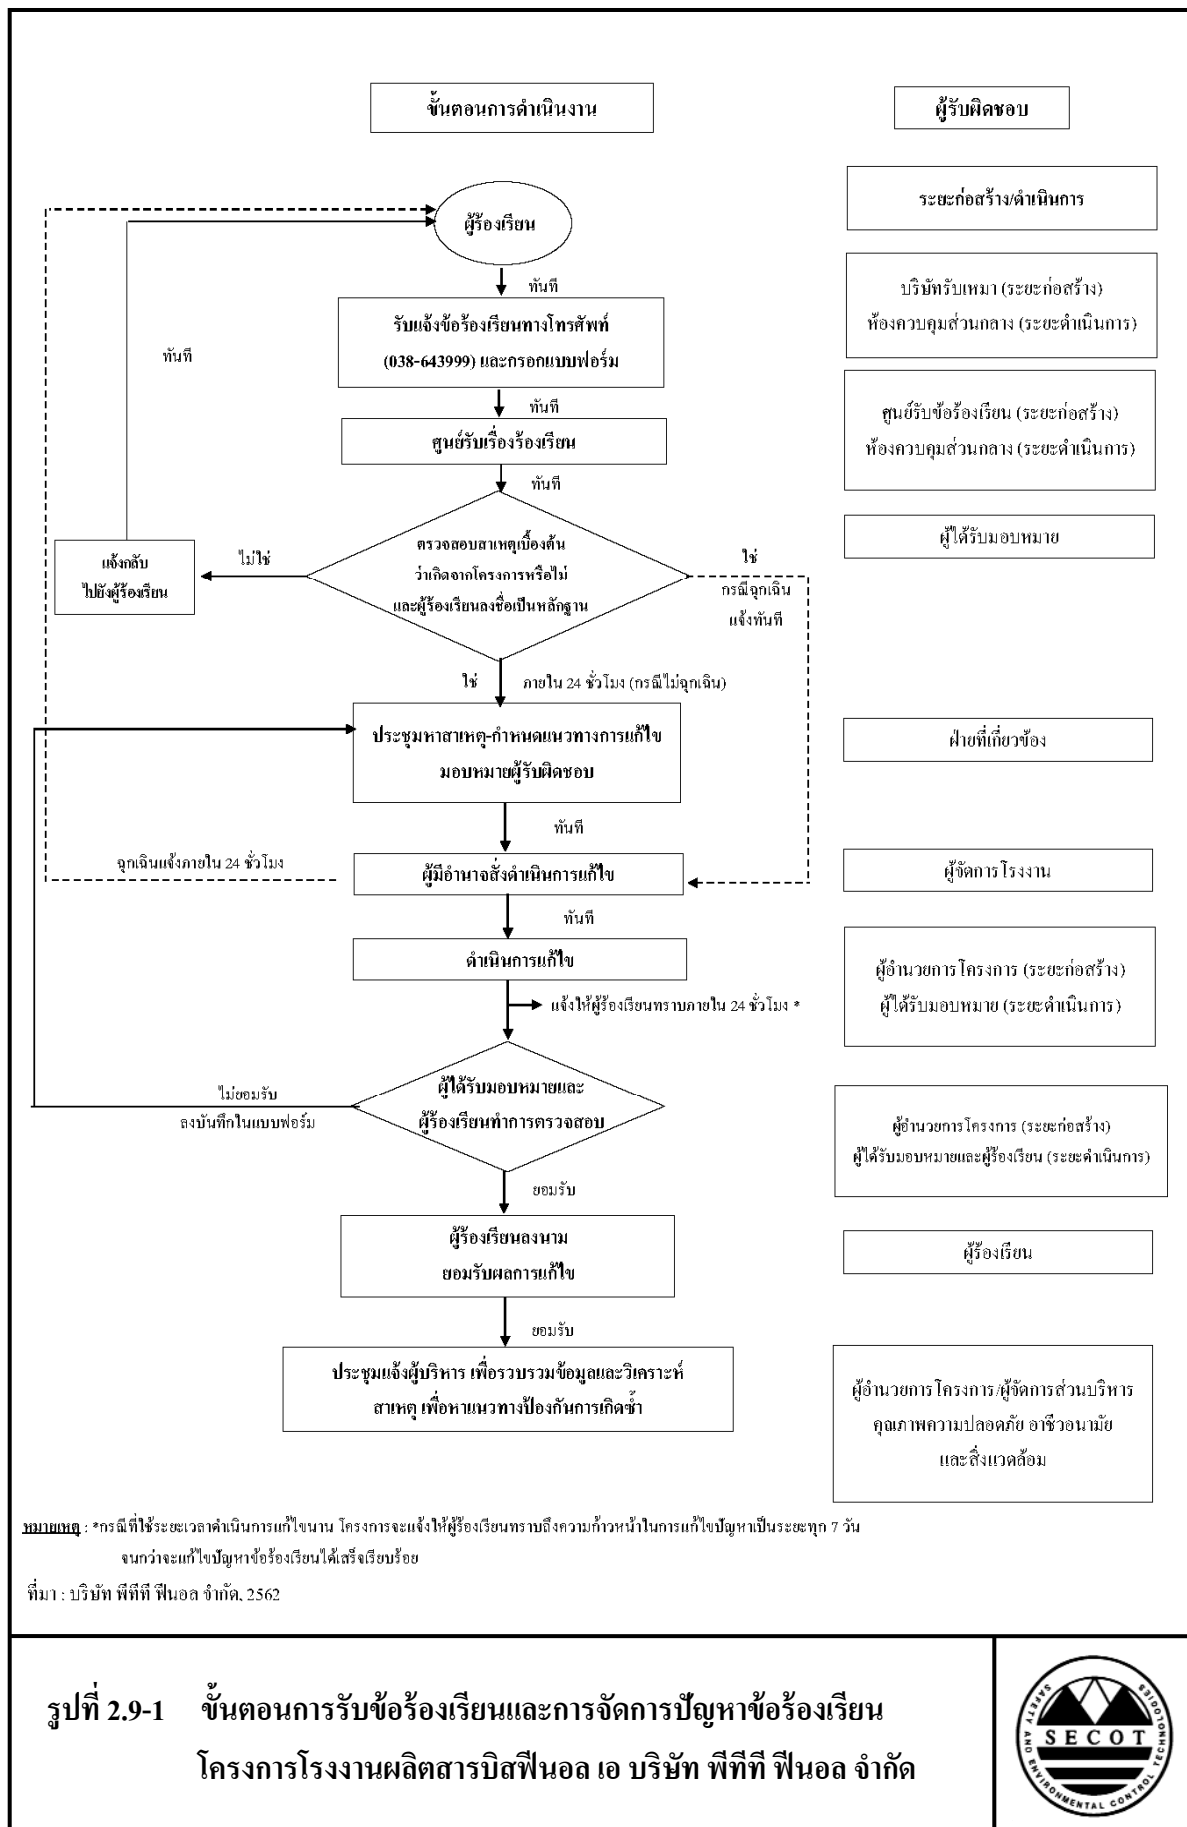 ขั้นตอนการดำเนินงาน
ผู้รับผิดชอบ
ระยะก่อสร้าง/ดำเนินการ
ผู้ร้องเรียน
ทันที
บริษัทรับเหมา (ระยะก่อสร้าง)
ห้องควบคุมส่วนกลาง (ระยะดำเนินการ)
รับแจ้งข้อร้องเรียนทางโทรศัพท์
(038-643999) และกรอกแบบฟอร์ม
ทันที
ทันที
ศูนย์รับข้อร้องเรียน (ระยะก่อสร้าง)
ห้องควบคุมส่วนกลาง (ระยะดำเนินการ)
ศูนย์รับเรื่องร้องเรียน
ทันที
ผู้ได้รับมอบหมาย
ตรวจสอบสาเหตุเบื้องต้น
ว่าเกิดจากโครงการหรือไม่
และผู้ร้องเรียนลงชื่อเป็นหลักฐาน
ไม่ใช่
แจ้งกลับ
ไปยังผู้ร้องเรียน
ใช่
กรณีฉุกเฉิน
แจ้งทันที
ใช่
ภายใน 24 ชั่วโมง (กรณีไม่ฉุกเฉิน)
ประชุมหาสาเหตุ-กำหนดแนวทางการแก้ไข
มอบหมายผู้รับผิดชอบ
ฝ่ายที่เกี่ยวข้อง
ทันที
ฉุกเฉินแจ้งภายใน 24 ชั่วโมง
ผู้มีอำนาจสั่งดำเนินการแก้ไข
ผู้จัดการโรงงาน
ทันที
ดำเนินการแก้ไข
ผู้อำนวยการโครงการ (ระยะก่อสร้าง)
ผู้ได้รับมอบหมาย (ระยะดำเนินการ)
แจ้งให้ผู้ร้องเรียนทราบภายใน 24 ชั่วโมง *
ผู้ได้รับมอบหมายและ
ผู้ร้องเรียนทำการตรวจสอบ
ไม่ยอมรับ
ลงบันทึกในแบบฟอร์ม
ผู้อำนวยการโครงการ (ระยะก่อสร้าง)
ผู้ได้รับมอบหมายและผู้ร้องเรียน (ระยะดำเนินการ)
ยอมรับ
ผู้ร้องเรียนลงนาม
ยอมรับผลการแก้ไข
ผู้ร้องเรียน
ยอมรับ
ประชุมแจ้งผู้บริหาร เพื่อรวบรวมข้อมูลและวิเคราะห์
สาเหตุ เพื่อหาแนวทางป้องกันการเกิดซ้ำ
ผู้อำนวยการโครงการ/ผู้จัดการส่วนบริหาร
คุณภาพความปลอดภัย อาชีวอนามัย
และสิ่งแวดล้อม
หมายเหตุ : *กรณีที่ใช้ระยะเวลาดำเนินการแก้ไขนาน โครงการจะแจ้งให้ผู้ร้องเรียนทราบถึงความก้าวหน้าในการแก้ไขปัญหาเป็นระยะทุก 7 วัน
จนกว่าจะแก้ไขปัญหาข้อร้องเรียนได้เสร็จเรียบร้อย
ที่มา : บริษัท พีทีที ฟีนอล จำกัด, 2562
รูปที่ 2.9-1 ขั้นตอนการรับข้อร้องเรียนและการจัดการปัญหาข้อร้องเรียน
โครงการโรงงานผลิตสารบิสฟีนอล เอ บริษัท พีทีที ฟีนอล จำกัด
SECOT
SAFETY AND ENVIRONMENTAL CONTROL TECHNOLOGIES